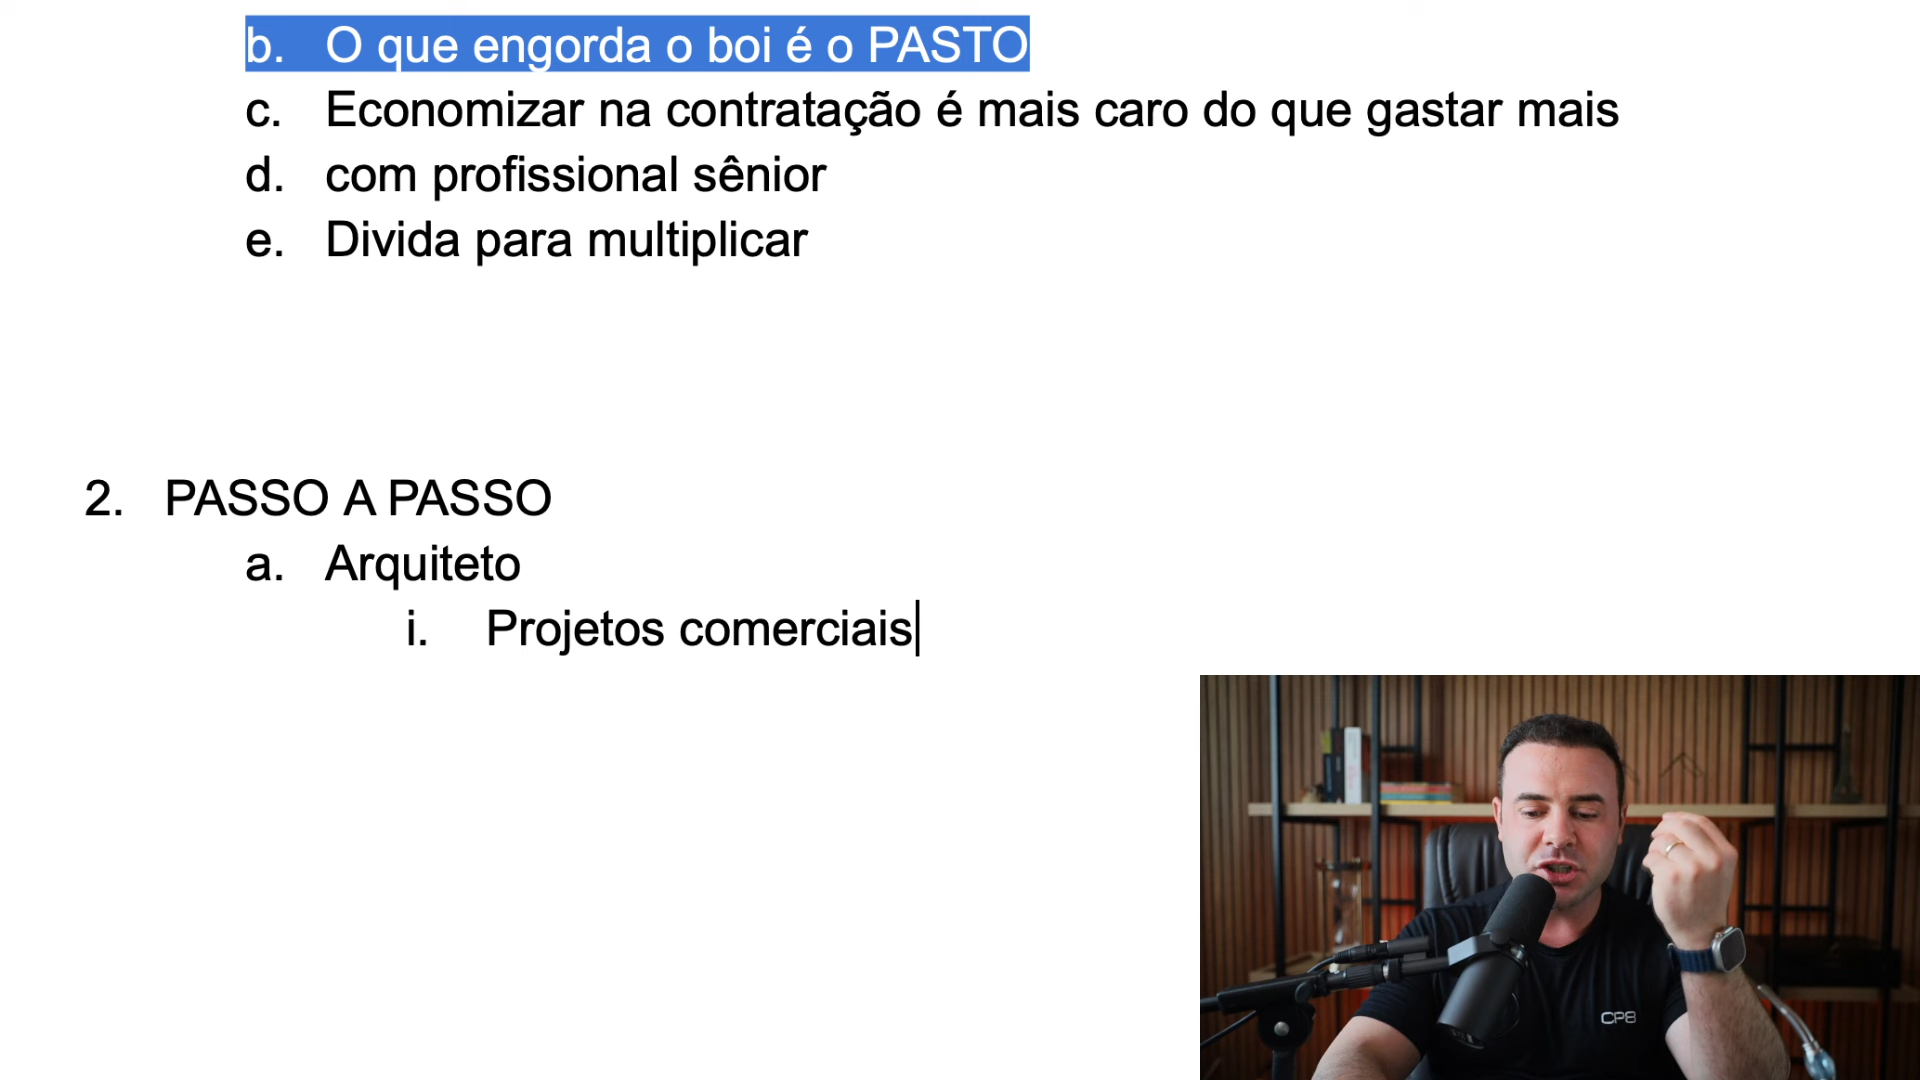 b. O que engorda o boi é o PASTO
c. Economizar na contratação é mais caro do que gastar mais
d. com profissional sênior
e. Divida para multiplicar
2. PASSO A PASSO
a. Arquiteto
i. Projetos comerciais
CP8